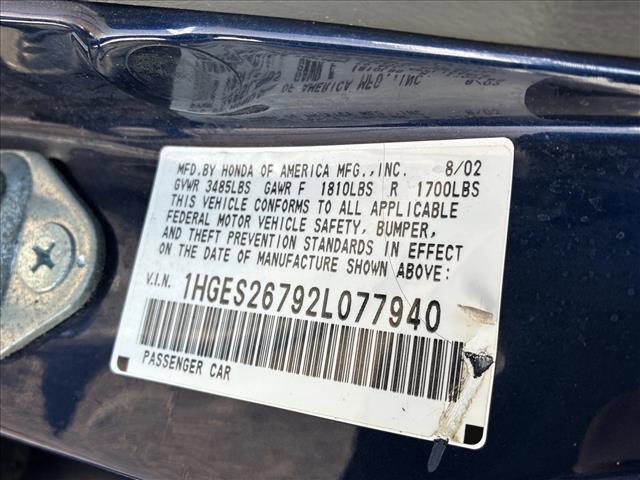 MFD.BY HONDA OF AMERICA MFG.,INC. 8/02
GVWR 3485LBS GAWR F 1810LBS R 1700LBS
THIS VEHICLE CONFORMS TO ALL APPLICABLE
FEDERAL MOTOR VEHICLE SAFETY, BUMPER,
AND THEFT PREVENTION STANDARDS IN EFFECT
ON THE DATE OF MANUFACTURE SHOWN ABOVE:
V.I.N. 1HGES26792L077940
PASSENGER CAR